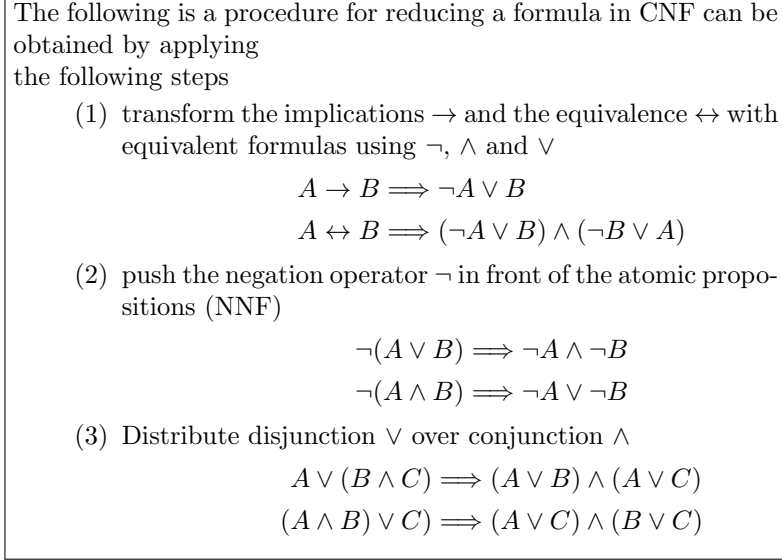 The following is a procedure for reducing a formula in CNF can be
obtained by applying
the following steps
(1) transform the implications → and the equivalence ↔ with
equivalent formulas using ¬, ∧ and ∨
A → B ⟹ ¬A ∨ B
A ↔ B ⟹ (¬A ∨ B) ∧ (¬B ∨ A)
(2) push the negation operator ¬ in front of the atomic propo-
sitions (NNF)
¬(A ∨ B) ⟹ ¬A ∧ ¬B
¬(A ∧ B) ⟹ ¬A ∨ ¬B
(3) Distribute disjunction ∨ over conjunction ∧
A ∨ (B ∧ C) ⟹ (A ∨ B) ∧ (A ∨ C)
(A ∧ B) ∨ C) ⟹ (A ∨ C) ∧ (B ∨ C)